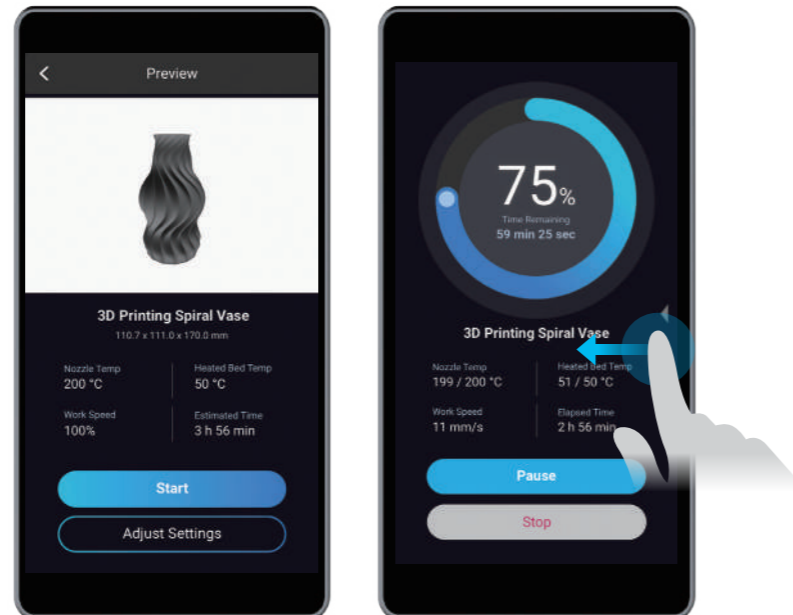 Preview
3D Printing Spiral Vase
110.7 x 111.0 x 170.0 mm
Nozzle Temp
200 °C
Heated Bed Temp
50 °C
Work Speed
100%
Estimated Time
3 h 56 min
Start
Adjust Settings
75%
Time Remaining
59 min 25 sec
3D Printing Spiral Vase
Nozzle Temp
199 / 200 °C
Heated Bed Temp
51 / 50 °C
Work Speed
11 mm/s
Elapsed Time
2 h 56 min
Pause
Stop